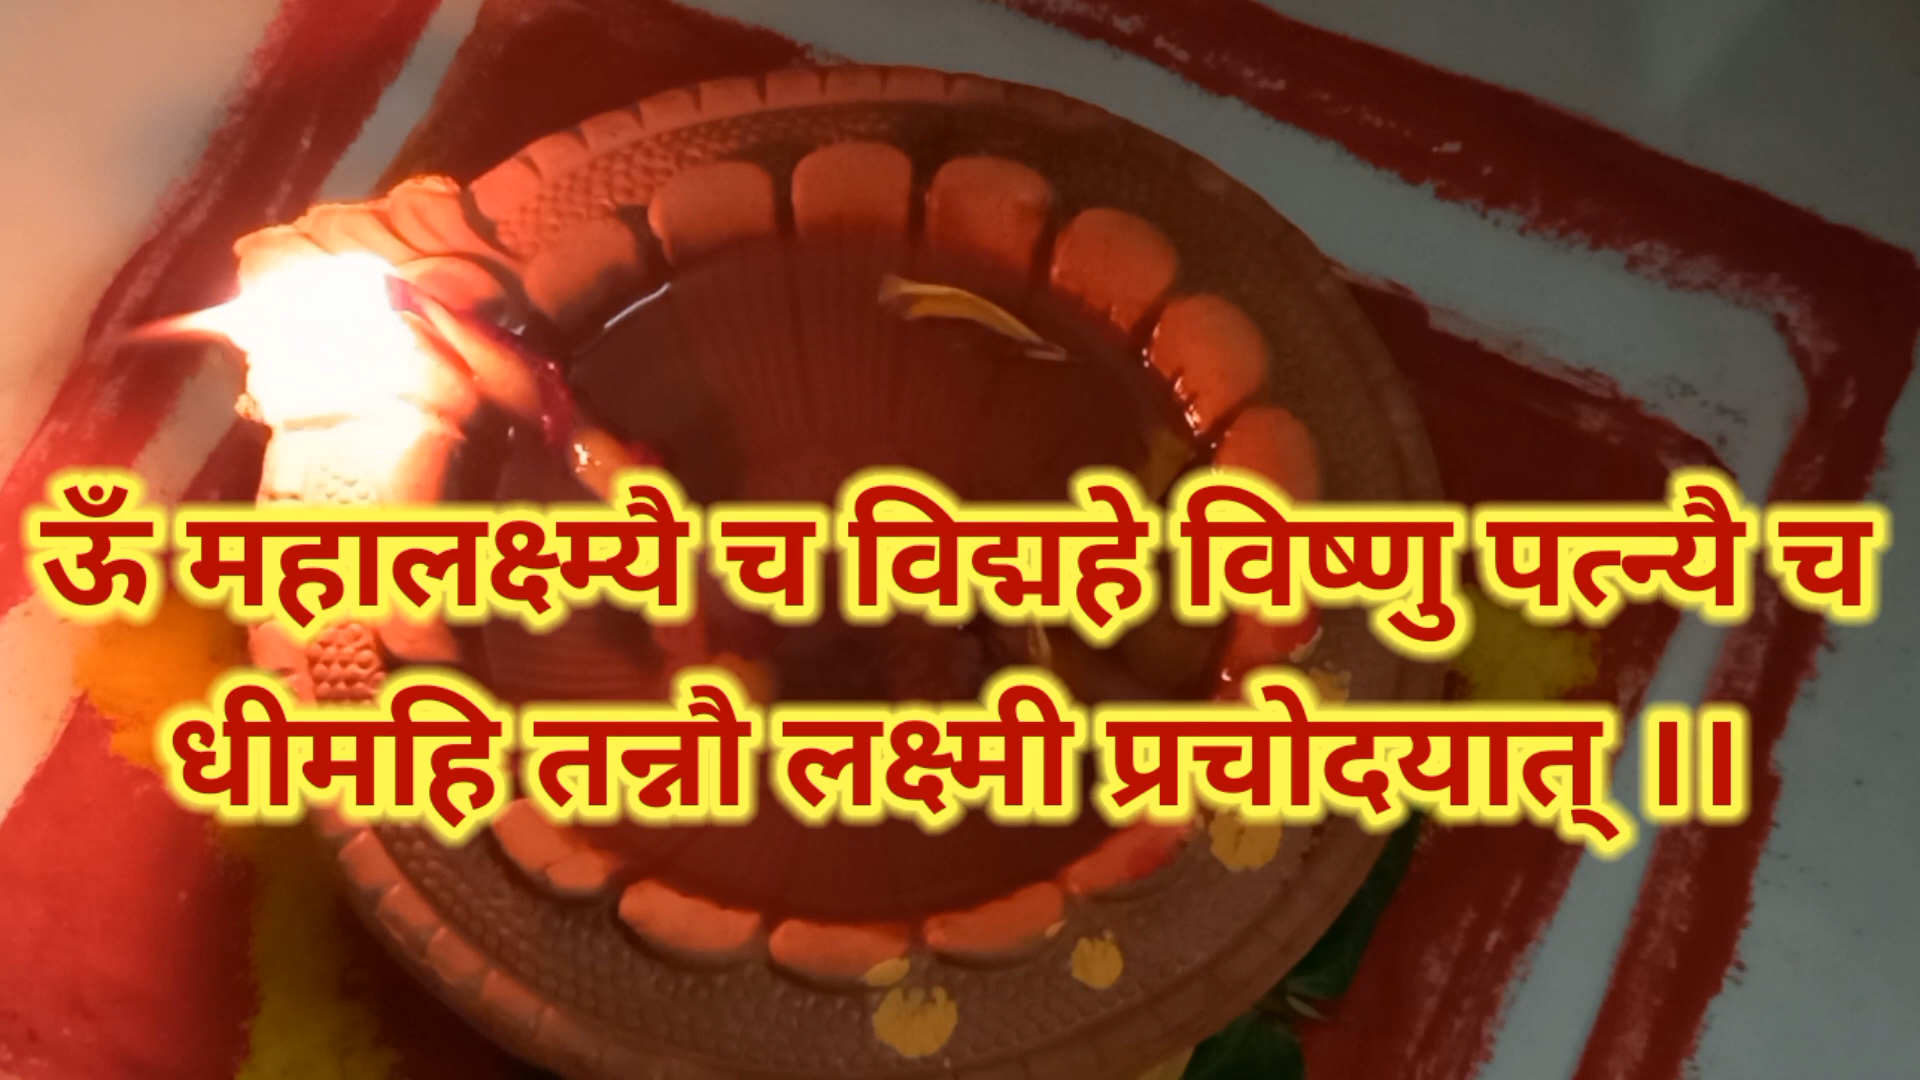 ऊँ महालक्ष्म्यै च विद्महे विष्णु पत्न्यै च
धीमहि तन्नौ लक्ष्मी प्रचोदयात् ।।